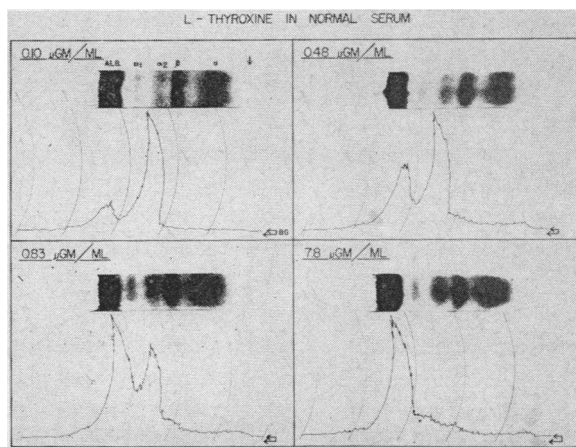 L - THYROXINE IN NORMAL SERUM
0.10 µGM/ML
ALB. α1 α2 β
0.48 µGM/ML
BG
0.83 µGM/ML
7.8 µGM/ML